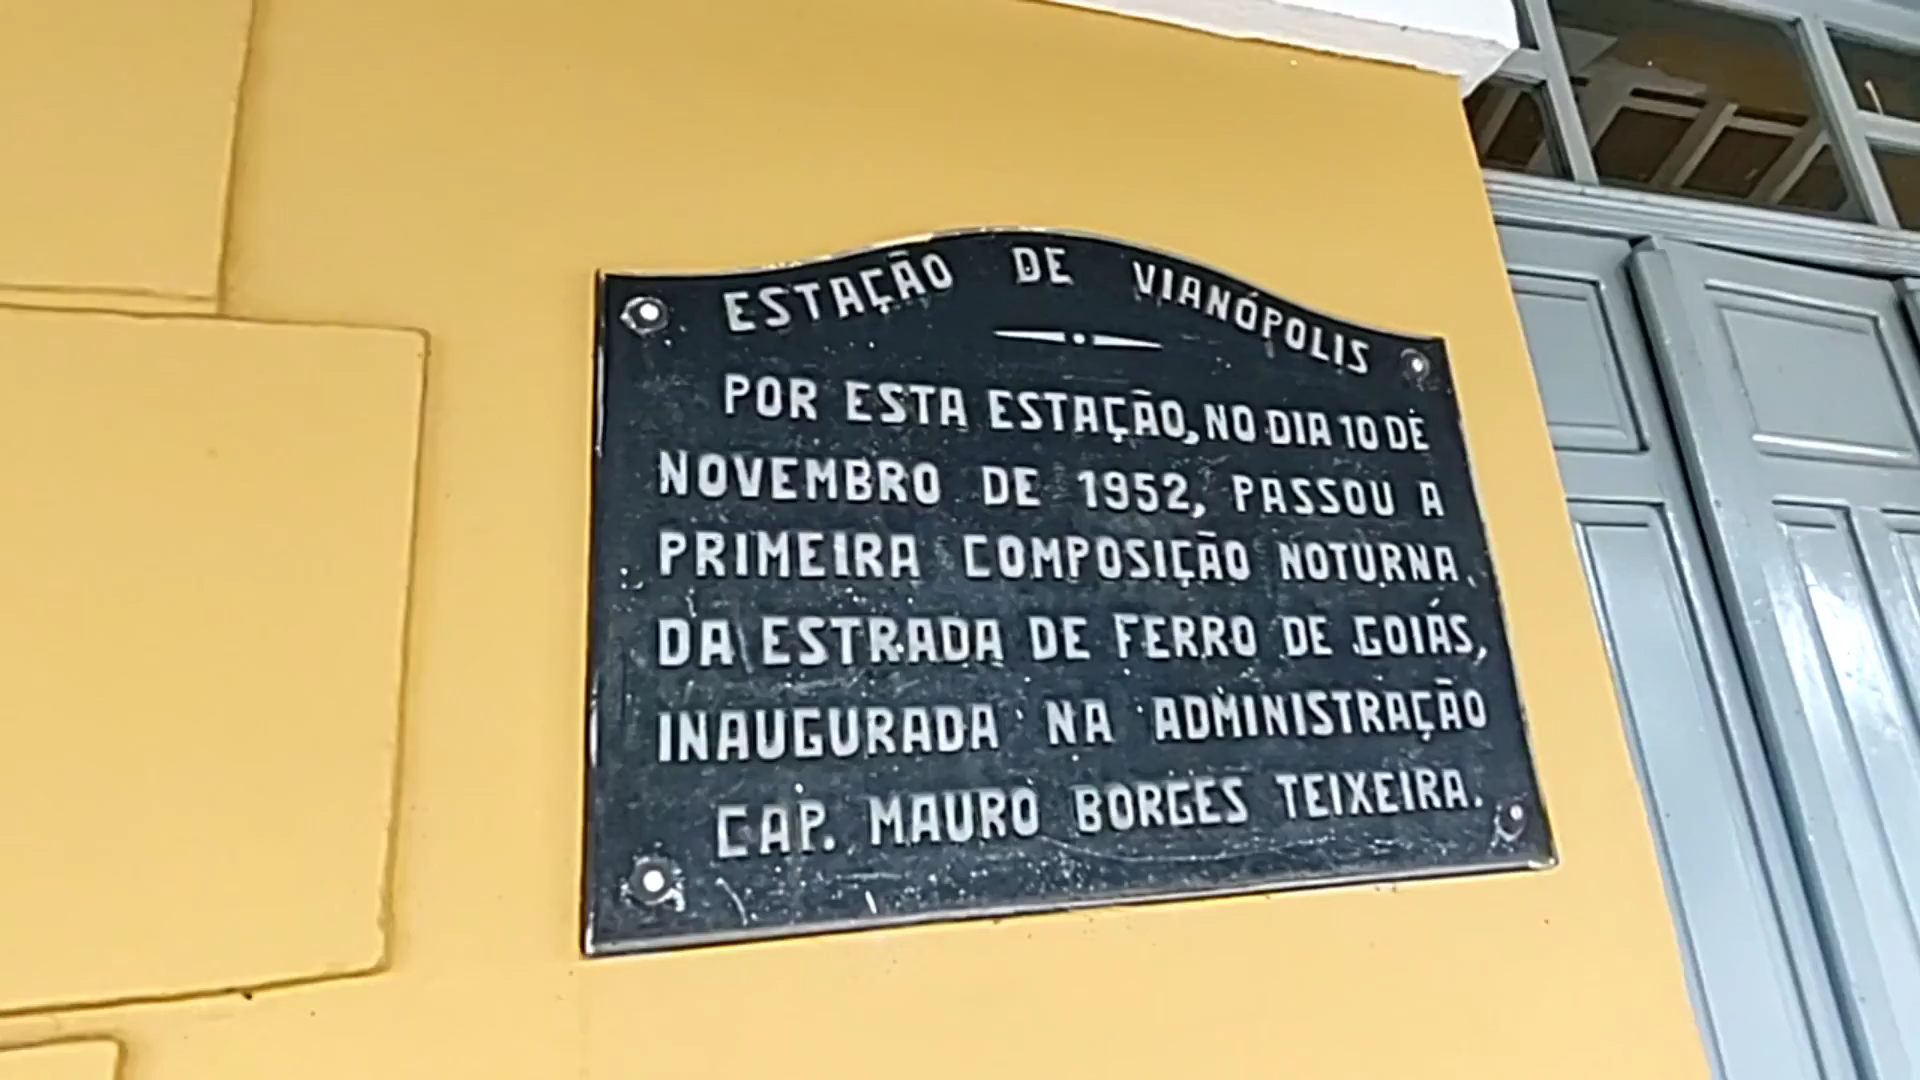 ESTAÇÃO DE VIANÓPOLIS
POR ESTA ESTAÇÃO, NO DIA 10 DE
NOVEMBRO DE 1952, PASSOU A
PRIMEIRA COMPOSIÇÃO NOTURNA
DA ESTRADA DE FERRO DE GOIÁS,
INAUGURADA NA ADMINISTRAÇÃO
CAP. MAURO BORGES TEIXEIRA.